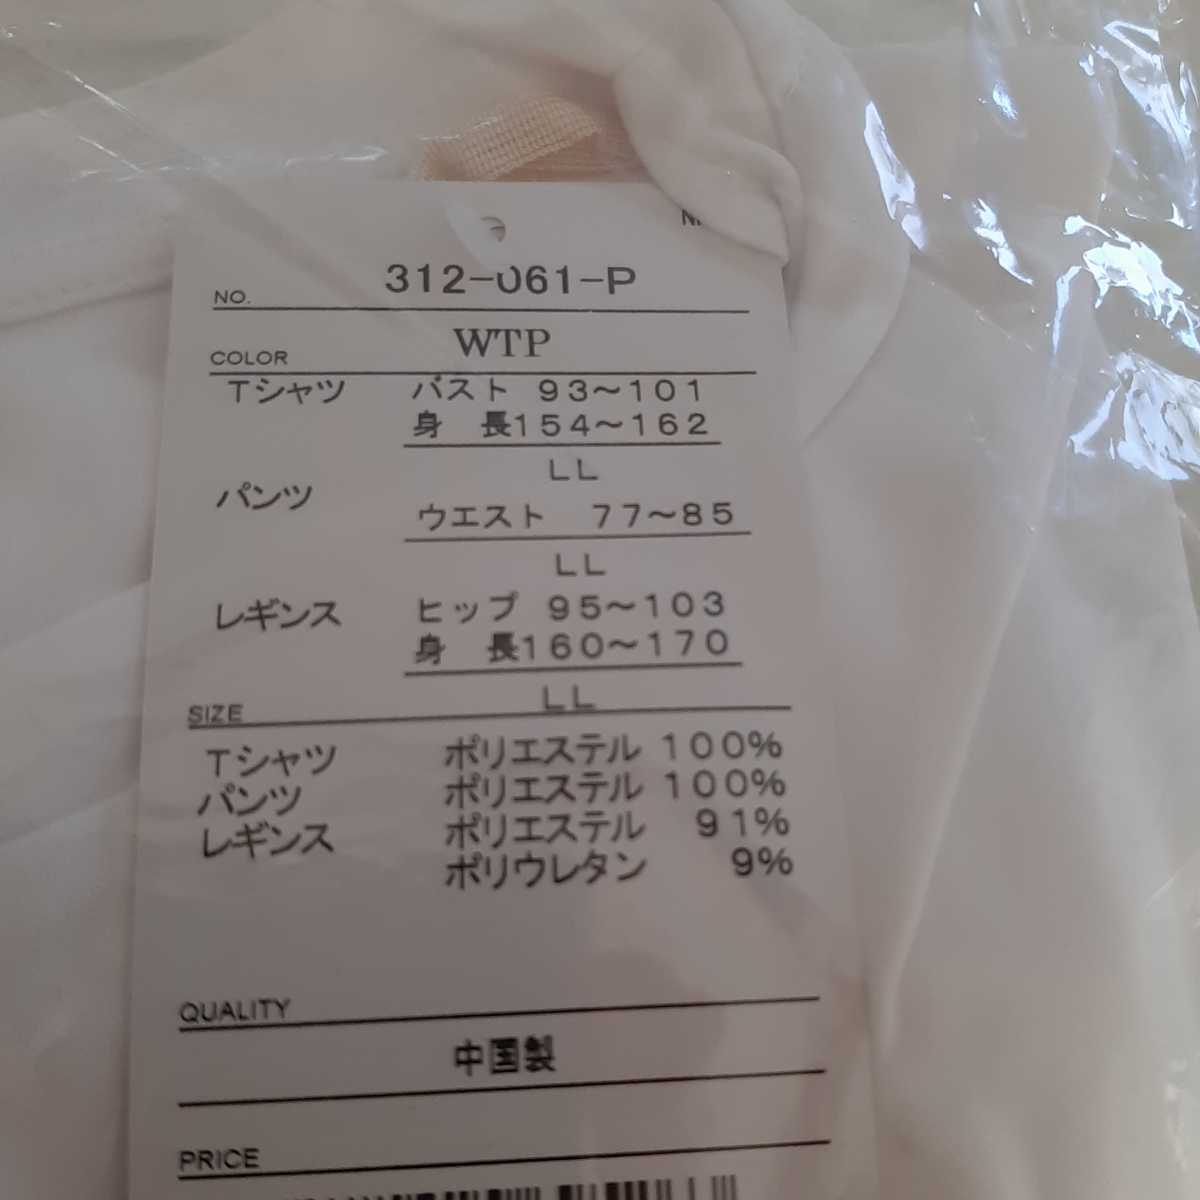 312-061-P
NO.
WTP
COLOR
Tシャツ バスト 93～101
身 長154～162
LL
パンツ
ウエスト 77～85
LL
レギンス ヒップ 95～103
身 長160～170
LL
SIZE
Tシャツ ポリエステル 100%
パンツ ポリエステル 100%
レギンス ポリエステル 91%
ポリウレタン 9%
QUALITY
中国製
PRICE